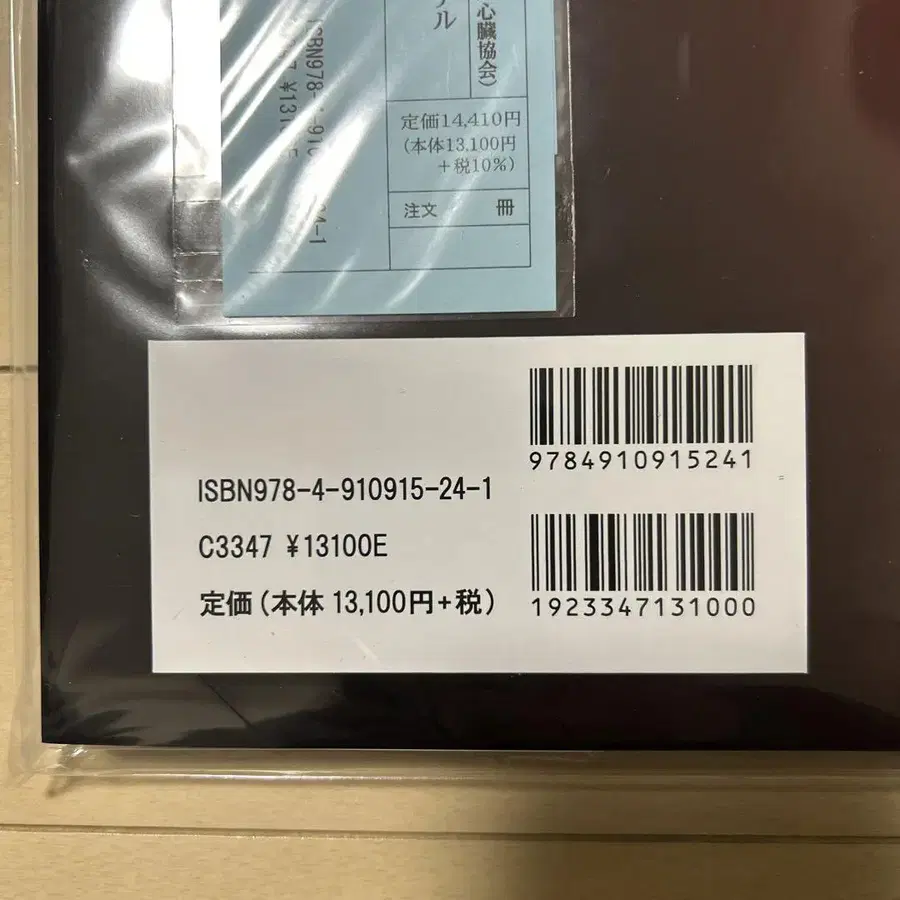 心臓協会)
ル
定価14,410円
(本体13,100円
+税10%)
注文 冊
9784910915241
ISBN978-4-910915-24-1
C3347 ¥13100E
定価(本体 13,100円+税)
1923347131000